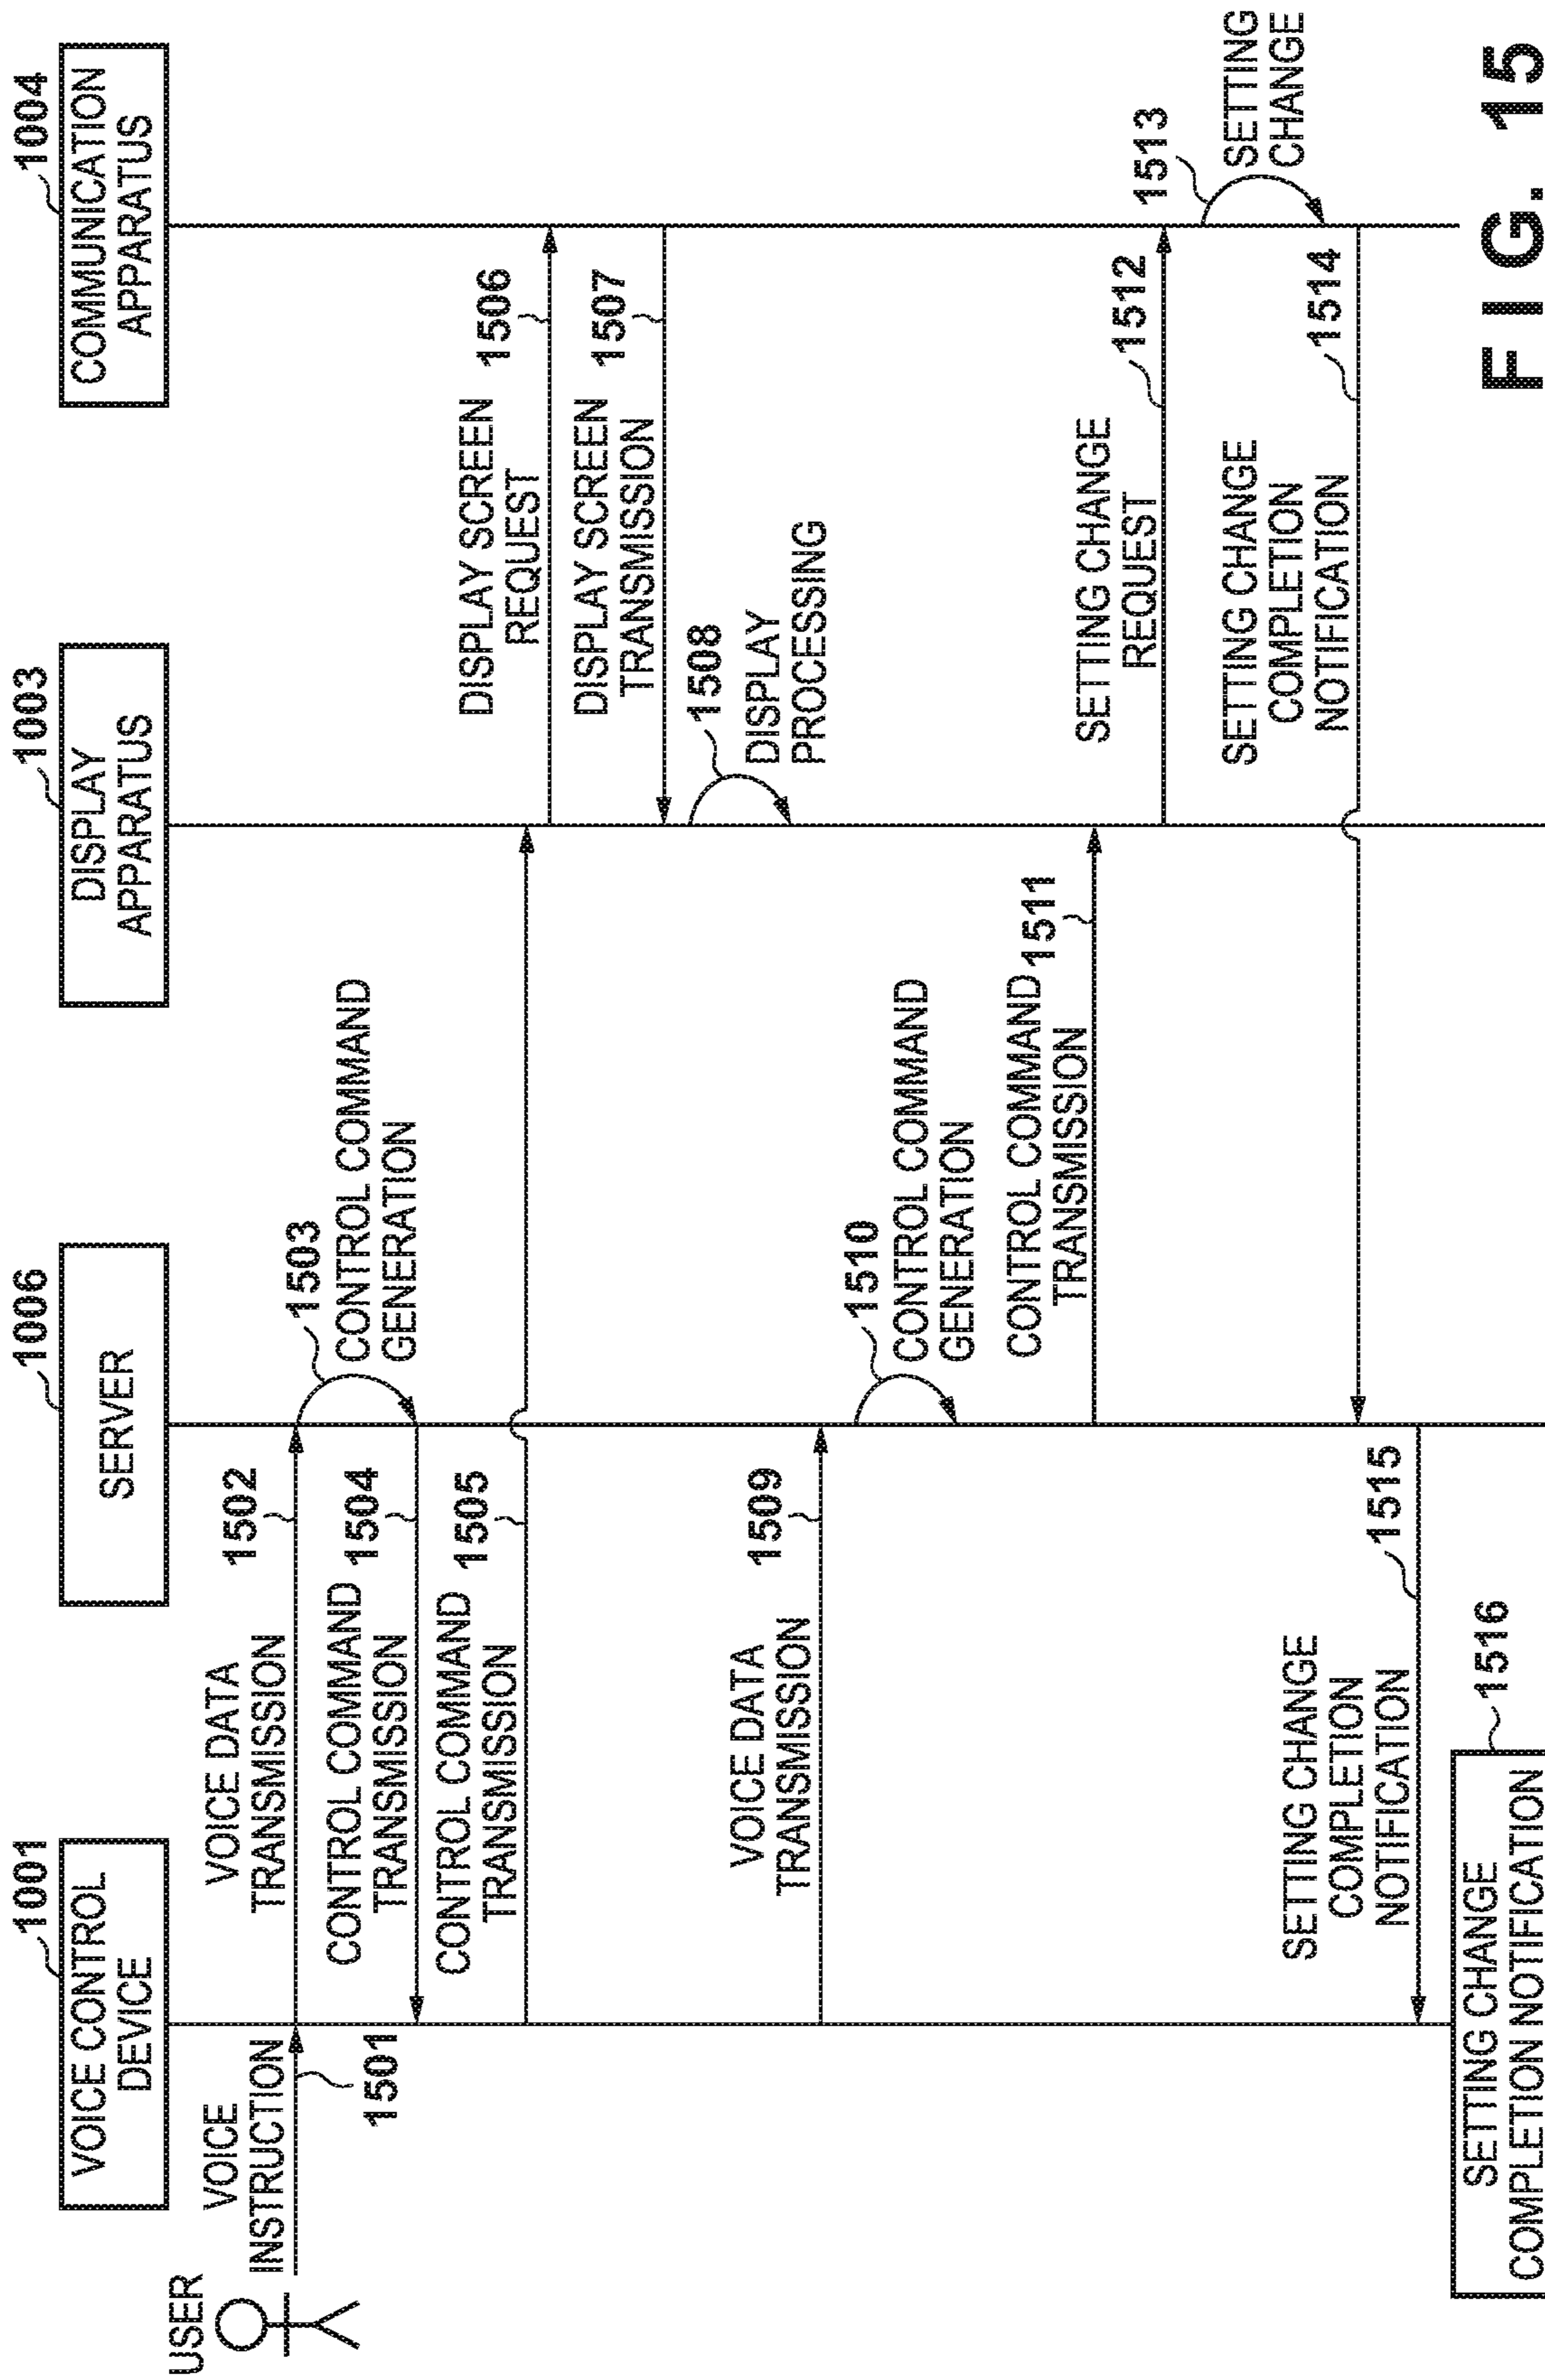 1001
VOICE CONTROL
DEVICE
1006
SERVER
1003
DISPLAY
APPARATUS
1004
COMMUNICATION
APPARATUS
USER
VOICE
INSTRUCTION
1501
VOICE DATA
TRANSMISSION
1502
1503
CONTROL COMMAND
GENERATION
CONTROL COMMAND
TRANSMISSION
1504
CONTROL COMMAND
TRANSMISSION
1505
DISPLAY SCREEN
REQUEST
1506
DISPLAY SCREEN
TRANSMISSION
1507
1508
DISPLAY
PROCESSING
VOICE DATA
TRANSMISSION
1509
1510
CONTROL COMMAND
GENERATION
CONTROL COMMAND
TRANSMISSION
1511
SETTING CHANGE
REQUEST
1512
1513
SETTING
CHANGE
SETTING CHANGE
COMPLETION
NOTIFICATION
1514
SETTING CHANGE
COMPLETION
NOTIFICATION
1515
SETTING CHANGE
COMPLETION NOTIFICATION
1516
FIG. 15